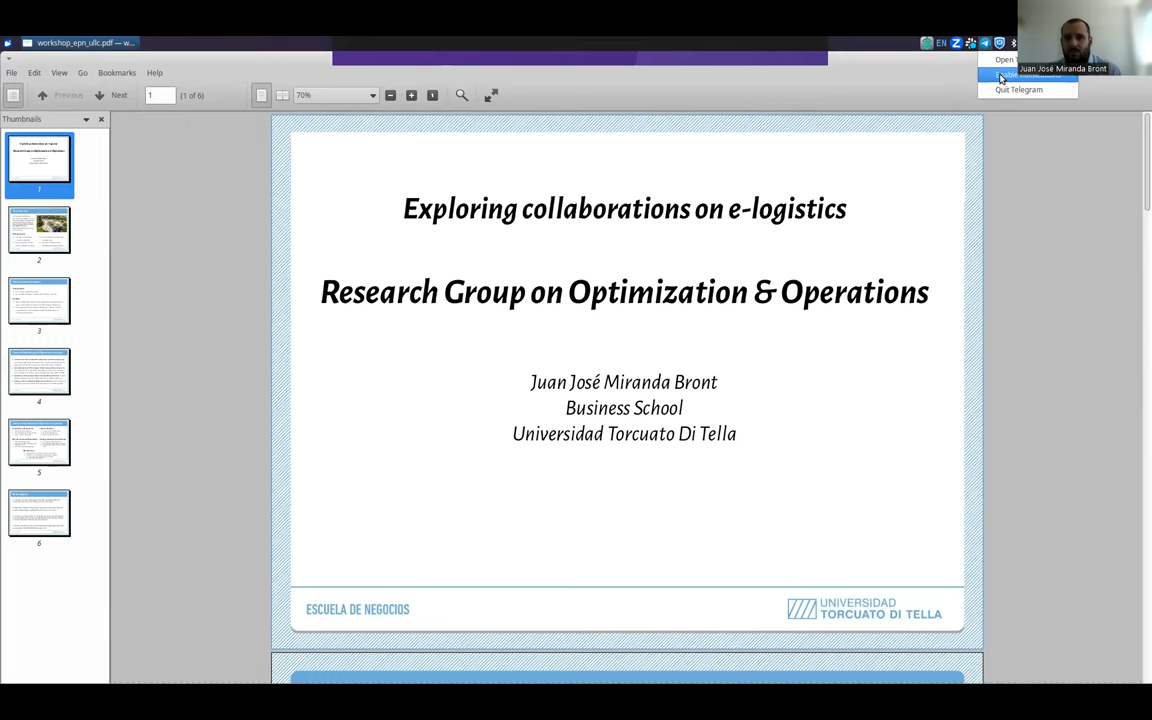 workshop_epn_ullc.pdf — w...
EN
File Edit View Go Bookmarks Help
Previous Next 1 (1 of 6) 70%
Open T
Enable
Quit Telegram
Juan José Miranda Bront
Thumbnails
1
2
3
4
5
6
Exploring collaborations on e-logistics
Research Group on Optimization & Operations
Juan José Miranda Bront
Business School
Universidad Torcuato Di Tella
ESCUELA DE NEGOCIOS
UNIVERSIDAD
TORCUATO DI TELLA